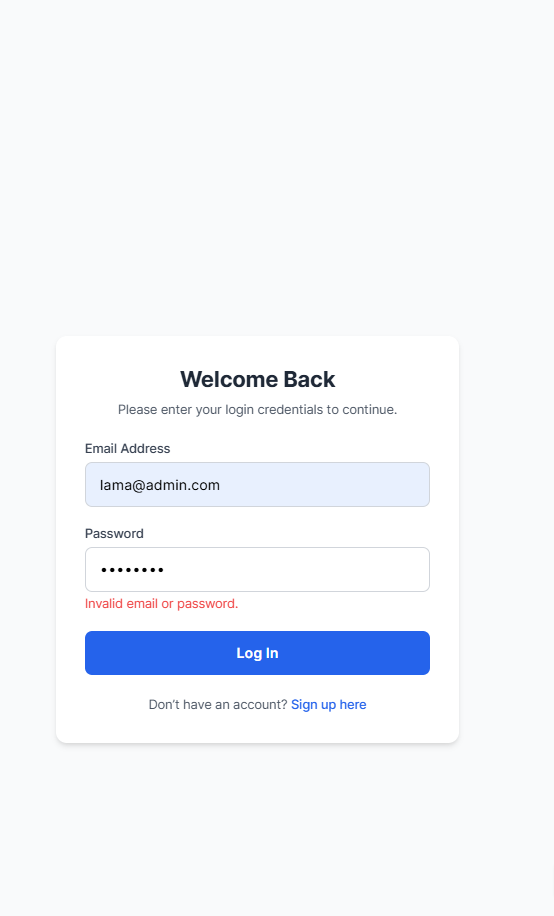 Welcome Back
Please enter your login credentials to continue.
Email Address
lama@admin.com
Password
••••••••
Invalid email or password.
Log In
Don't have an account? Sign up here